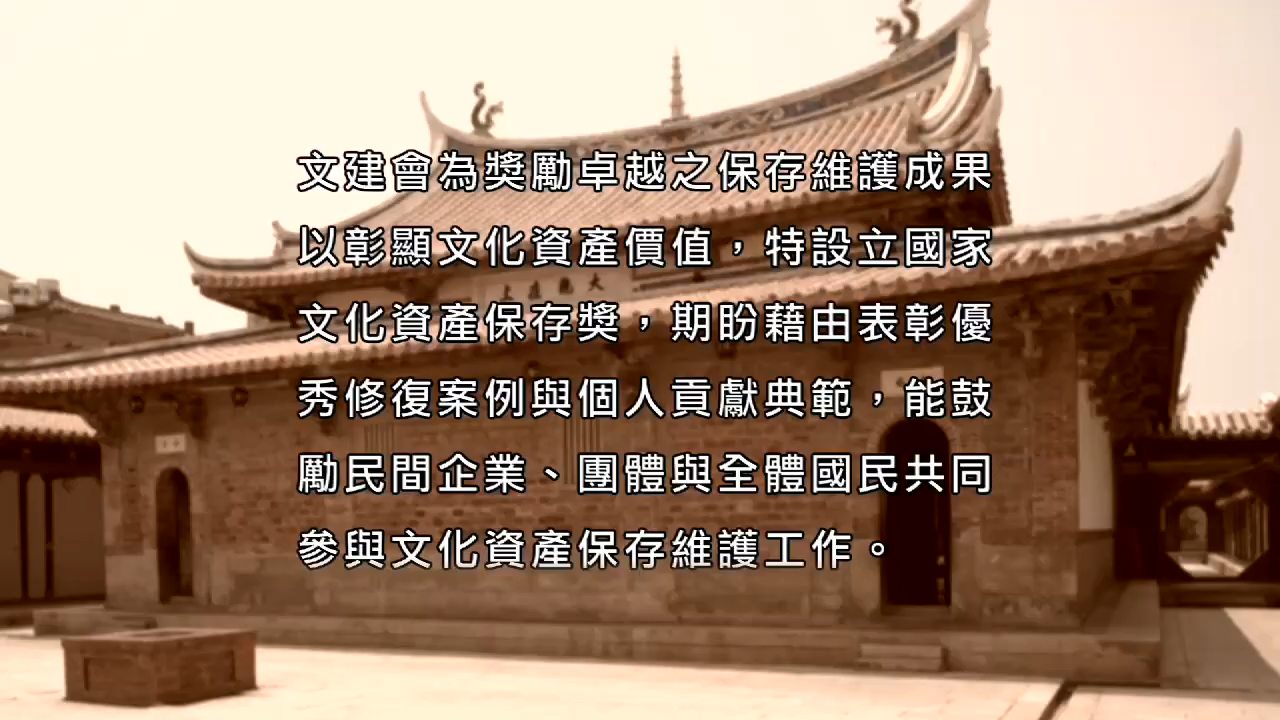 文建會為獎勵卓越之保存維護成果
以彰顯文化資產價值，特設立國家
文化資產保存獎，期盼藉由表彰優
秀修復案例與個人貢獻典範，能鼓
勵民間企業、團體與全體國民共同
參與文化資產保存維護工作。